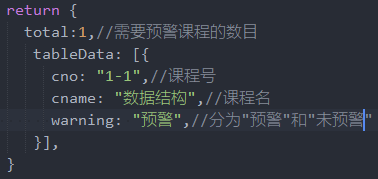 return {
total:1,//需要预警课程的数目
tableData: [{
cno: "1-1",//课程号
cname: "数据结构",//课程名
warning: "预警",//分为"预警"和"未预警"
}],
}